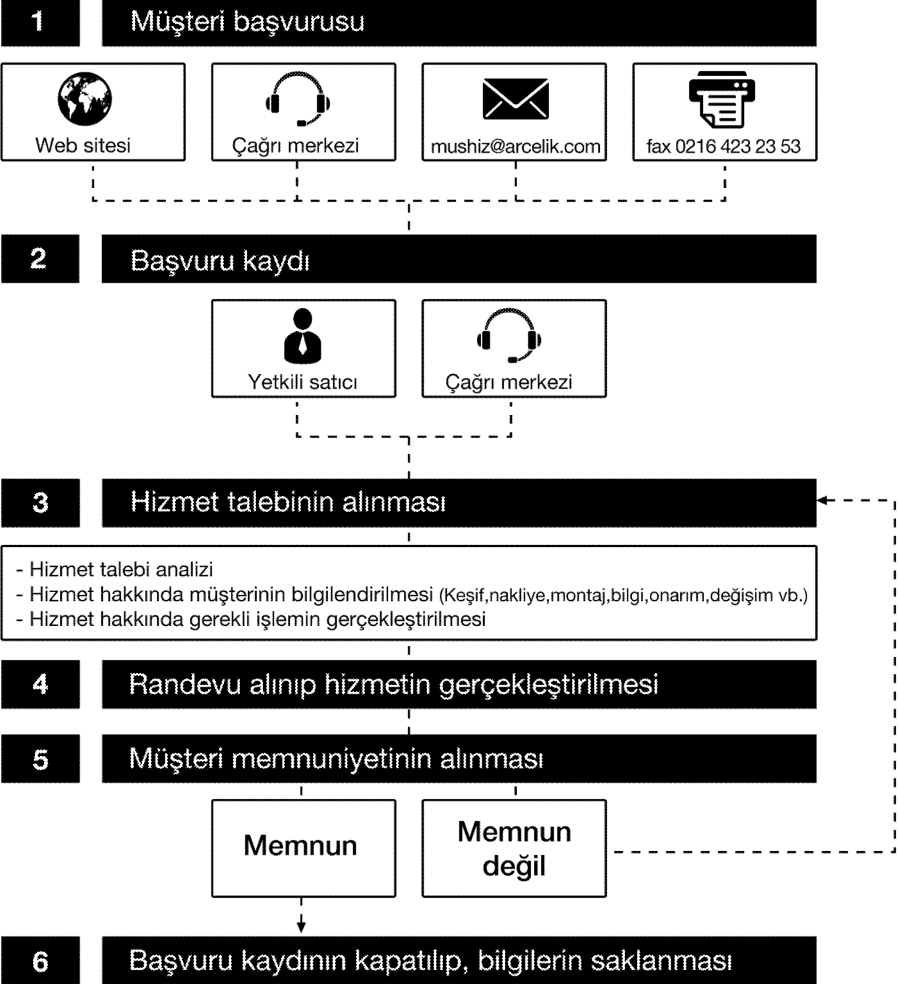 1 Müşteri başvurusu
Web sitesi
Çağrı merkezi
mushiz@arcelik.com
fax 0216 423 23 53
2 Başvuru kaydı
Yetkili satıcı
Çağrı merkezi
3 Hizmet talebinin alınması
- Hizmet talebi analizi
- Hizmet hakkında müşterinin bilgilendirilmesi (Keşif,nakliye,montaj,bilgi,onarım,değişim vb.)
- Hizmet hakkında gerekli işlemin gerçekleştirilmesi
4 Randevu alınıp hizmetin gerçekleştirilmesi
5 Müşteri memnuniyetinin alınması
Memnun
Memnun
değil
6 Başvuru kaydının kapatılıp, bilgilerin saklanması